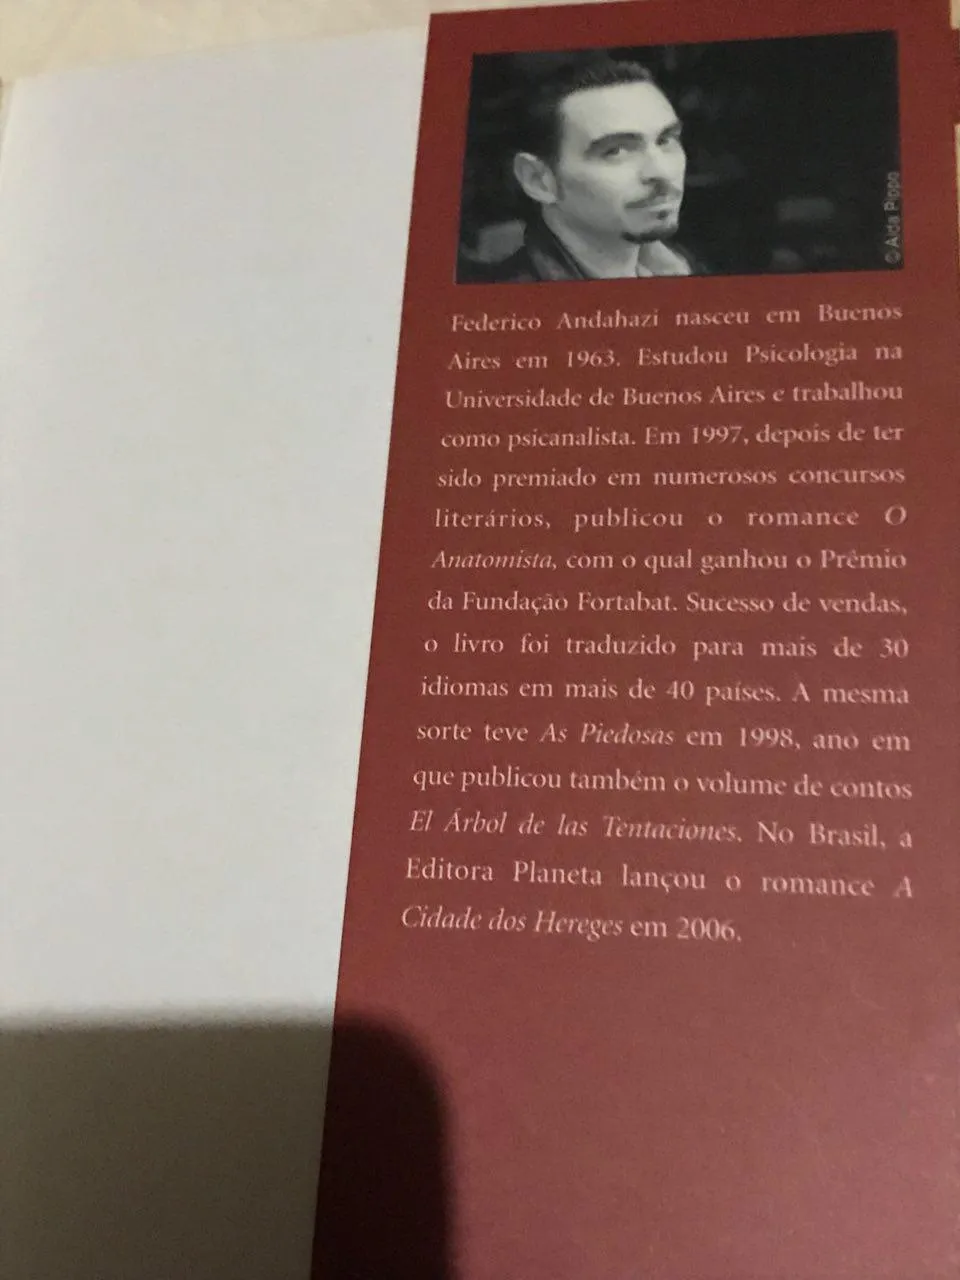 © Aida Pippo
Federico Andahazi nasceu em Buenos
Aires em 1963. Estudou Psicologia na
Universidade de Buenos Aires e trabalhou
como psicanalista. Em 1997, depois de ter
sido premiado em numerosos concursos
literários, publicou o romance O
Anatomista, com o qual ganhou o Prêmio
da Fundação Fortabat. Sucesso de vendas,
o livro foi traduzido para mais de 30
idiomas em mais de 40 países. A mesma
sorte teve As Piedosas em 1998, ano em
que publicou também o volume de contos
El Árbol de las Tentaciones. No Brasil, a
Editora Planeta lançou o romance A
Cidade dos Hereges em 2006.